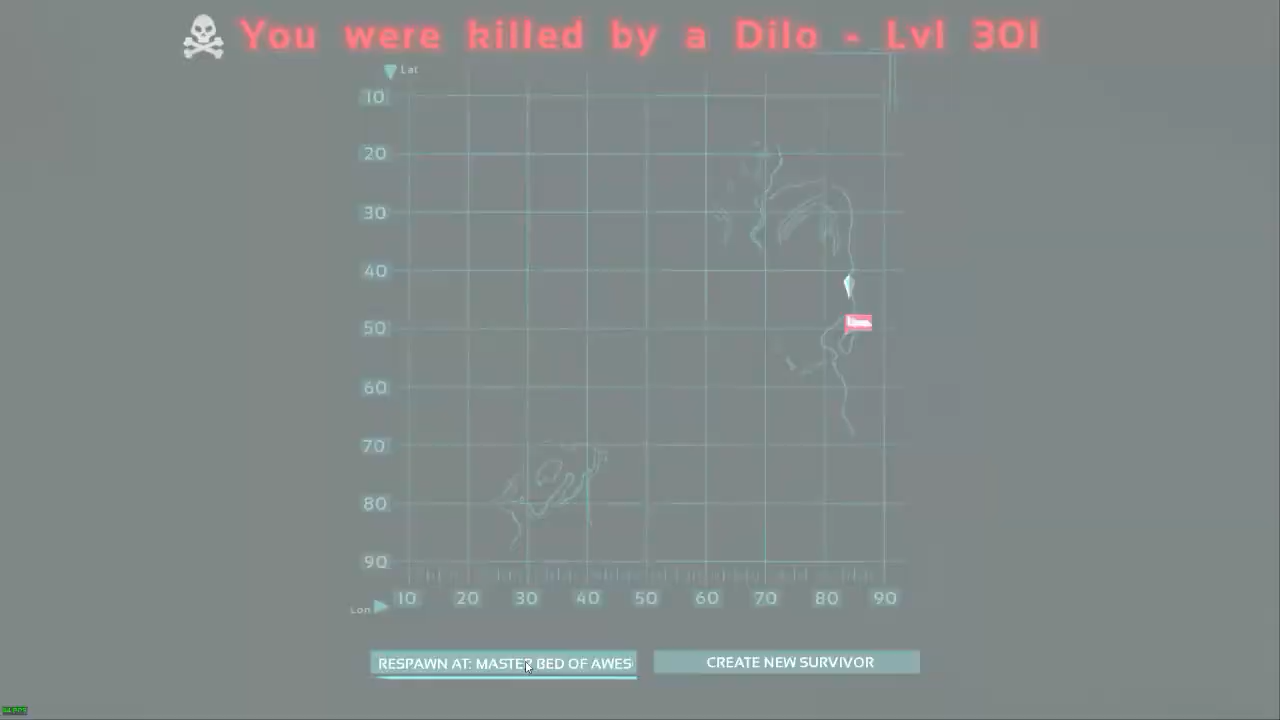 You were killed by a Dilo - Lvl 30!
Lat
10
20
30
40
50
60
70
80
90
Lon
10 20 30 40 50 60 70 80 90
RESPAWN AT: MASTER BED OF AWES
CREATE NEW SURVIVOR